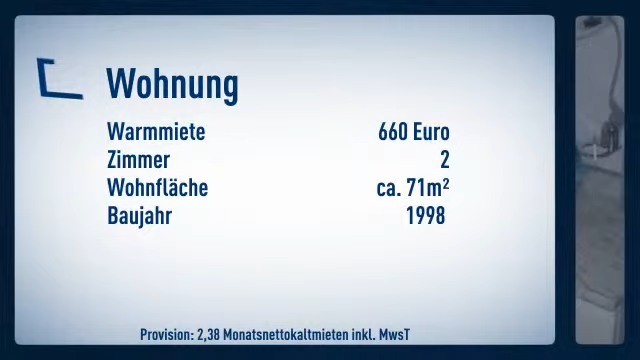 Wohnung
Warmmiete 660 Euro
Zimmer 2
Wohnfläche ca. 71m²
Baujahr 1998
Provision: 2,38 Monatsnettokaltmieten inkl. MwsT